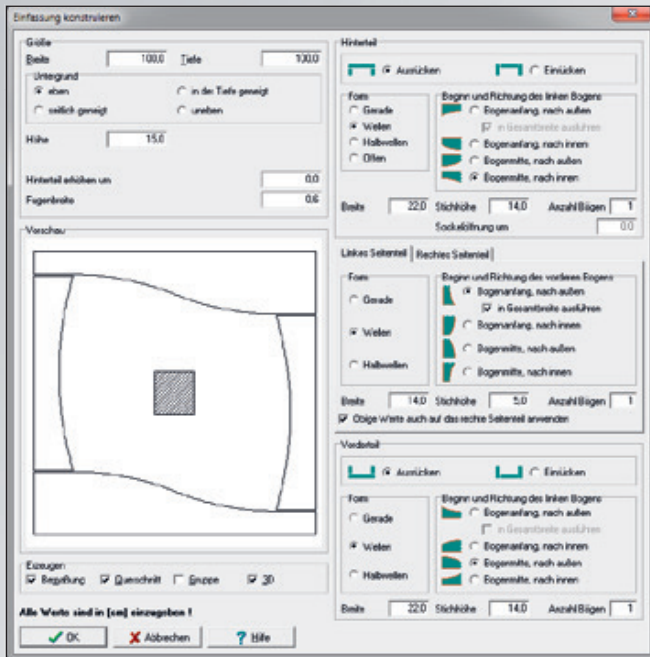 Einfassung konstruieren
Größe
Breite 100,0 Tiefe 100,0
Untergrund
eben
in der Tiefe geneigt
seitlich geneigt
uneben
Höhe 15,0
Hinterteil erhöhen um 0,0
Fugenbreite 0,6
Vorschau
Erzeugen
Begrüßung Querschnitt Gruppe 3D
Alle Werte sind in [cm] einzugeben !
OK Abbrechen Hilfe
Hinterteil
Ausrücken Einrücken
Form
Gerade
Wellen
Halbwellen
Offen
Beginn und Richtung des linken Bogens
Bogenanfang, nach außen
in Gesamtbreite ausführen
Bogenanfang, nach innen
Bogenmitte, nach außen
Bogenmitte, nach innen
Breite 22,0 Stichhöhe 14,0 Anzahl Bögen 1
Sockelöffnung um 0,0
Linkes Seitenteil Rechtes Seitenteil
Form
Gerade
Wellen
Halbwellen
Beginn und Richtung des vorderen Bogens
Bogenanfang, nach außen
in Gesamtbreite ausführen
Bogenanfang, nach innen
Bogenmitte, nach außen
Bogenmitte, nach innen
Breite 14,0 Stichhöhe 5,0 Anzahl Bögen 1
Obige Werte auch auf das rechte Seitenteil anwenden
Vorderteil
Ausrücken Einrücken
Form
Gerade
Wellen
Halbwellen
Beginn und Richtung des linken Bogens
Bogenanfang, nach außen
in Gesamtbreite ausführen
Bogenanfang, nach innen
Bogenmitte, nach außen
Bogenmitte, nach innen
Breite 22,0 Stichhöhe 14,0 Anzahl Bögen 1